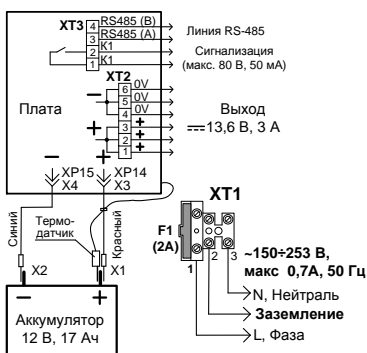 XT3
4 RS485 (B)
3 RS485 (A)
2 К1
1 К1
Линия RS-485
Сигнализация
(макс. 80 В, 50 мА)
XT2
6 0V
5 0V
4 0V
3 +
2 +
1 +
−
+
Плата
Выход
13,6 В, 3 А
− +
XP15 XP14
X4 X3
Синий
Термо-
датчик
Красный
X2 X1
− +
Аккумулятор
12 В, 17 Ач
XT1
F1
(2A)
1 2 3
~150÷253 В,
макс 0,7А, 50 Гц
N, Нейтраль
Заземление
L, Фаза